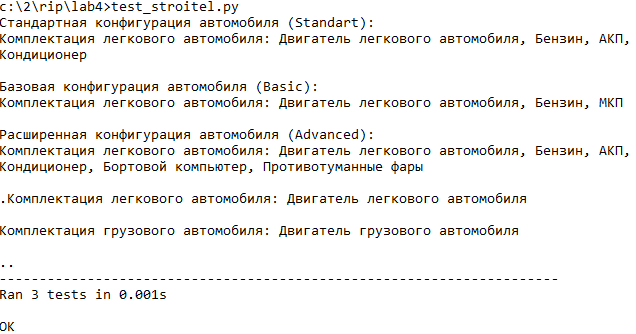 c:\2\rip\lab4>test_stroitel.py
Стандартная конфигурация автомобиля (Standart):
Комплектация легкового автомобиля: Двигатель легкового автомобиля, Бензин, АКП,
Кондиционер
Базовая конфигурация автомобиля (Basic):
Комплектация легкового автомобиля: Двигатель легкового автомобиля, Бензин, МКП
Расширенная конфигурация автомобиля (Advanced):
Комплектация легкового автомобиля: Двигатель легкового автомобиля, Бензин, АКП,
Кондиционер, Бортовой компьютер, Противотуманные фары
.Комплектация легкового автомобиля: Двигатель легкового автомобиля
Комплектация грузового автомобиля: Двигатель грузового автомобиля
..
----------------------------------------------------------------------
Ran 3 tests in 0.001s
OK